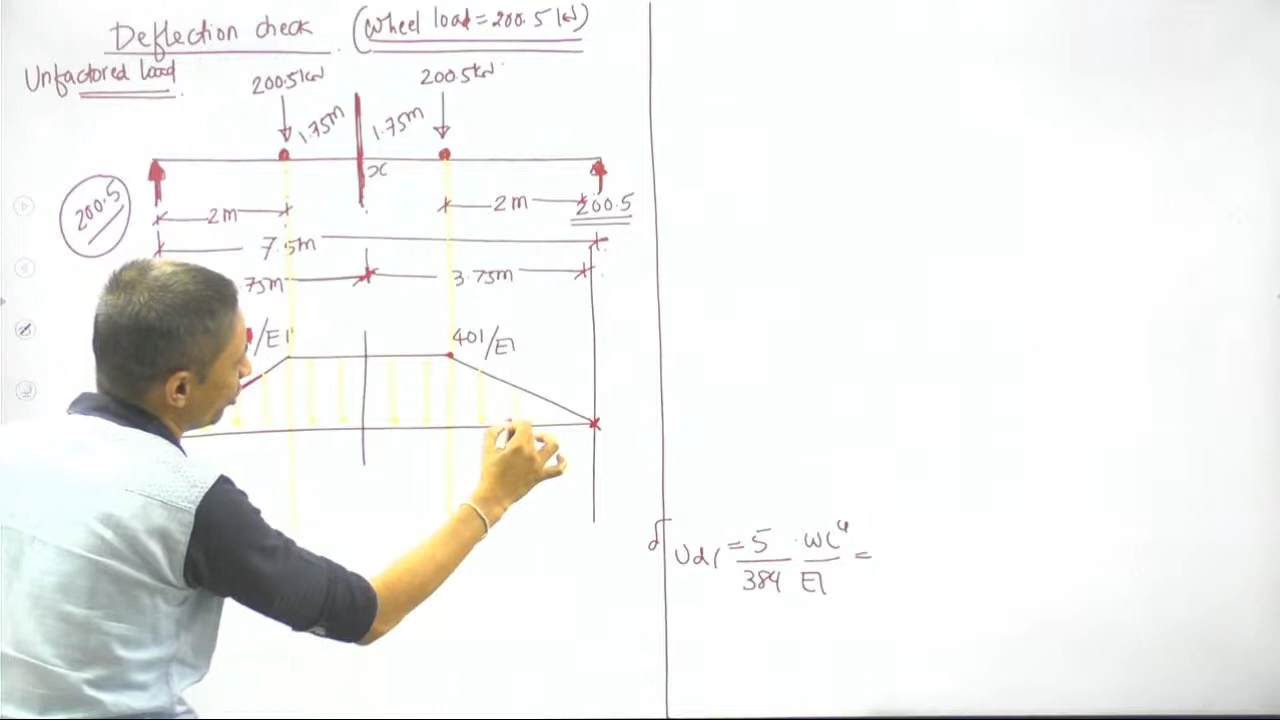 Deflection check. (Wheel load = 200.5 kN)
Unfactored load.
200.5kN 200.5kN
1.75m 1.75m
x
200.5
2m 2m 200.5
7.5m
75m 3.75m
/EI 401/EI
δ udl = 5/384 . WL⁴/EI =